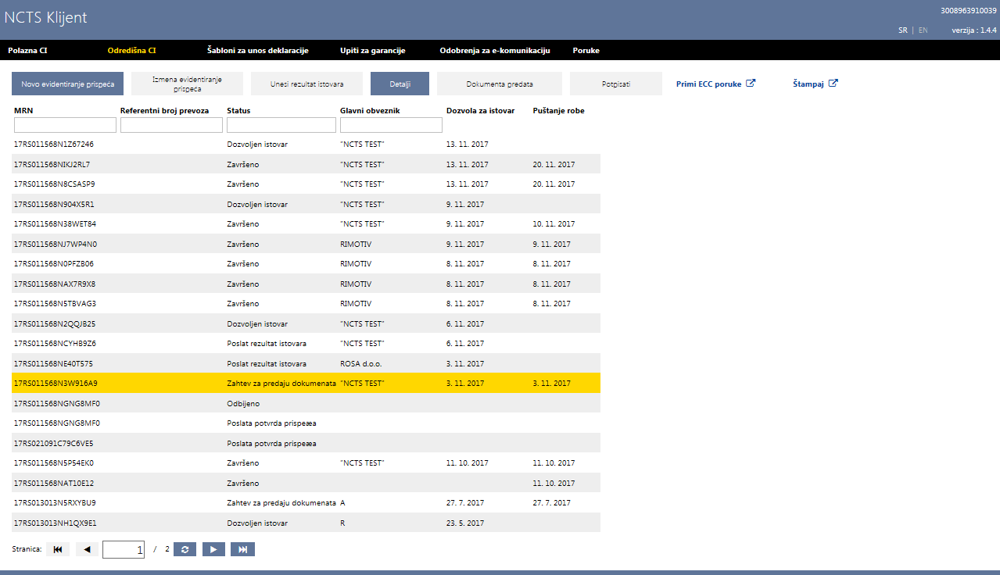 NCTS Klijent
3008963910039
SR | EN verzija : 1.4.4
Polazna CI Odredišna CI Šabloni za unos deklaracije Upiti za garancije Odobrenja za e-komunikaciju Poruke
Novo evidentiranje prispeća Izmena evidentiranje prispeca Unesi rezultat istovara Detalji Dokumenta predata Potpisati Primi ECC poruke Štampaj
MRN Referentni broj prevoza Status Glavni obveznik Dozvola za istovar Puštanje robe
17RS011568N1Z67246 Dozvoljen istovar "NCTS TEST" 13. 11. 2017
17RS011568NIKJ2RL7 Završeno "NCTS TEST" 13. 11. 2017 20. 11. 2017
17RS011568N8CSASP9 Završeno "NCTS TEST" 13. 11. 2017 20. 11. 2017
17RS011568N904X5R1 Dozvoljen istovar "NCTS TEST" 9. 11. 2017
17RS011568N38WET84 Završeno "NCTS TEST" 9. 11. 2017 10. 11. 2017
17RS011568NJ7WP4N0 Završeno RIMOTIV 9. 11. 2017 9. 11. 2017
17RS011568N0PFZB06 Završeno RIMOTIV 8. 11. 2017 8. 11. 2017
17RS011568NAX7R9X8 Završeno RIMOTIV 8. 11. 2017 8. 11. 2017
17RS011568N5TBVAG3 Završeno RIMOTIV 8. 11. 2017 8. 11. 2017
17RS011568N2QQJB25 Dozvoljen istovar "NCTS TEST" 6. 11. 2017
17RS011568NCYHB9Z6 Poslat rezultat istovara "NCTS TEST" 6. 11. 2017
17RS011568NE40T575 Poslat rezultat istovara ROSA d.o.o. 3. 11. 2017
17RS011568N3W916A9 Zahtev za predaju dokumenata "NCTS TEST" 3. 11. 2017 3. 11. 2017
17RS011568NGNG8MF0 Odbijeno
17RS011568NGNG8MF0 Poslata potvrda prispeæa
17RS021091C79C6VE5 Poslata potvrda prispeæa
17RS011568N5P54EK0 Završeno "NCTS TEST" 11. 10. 2017 11. 10. 2017
17RS011568NAT10E12 Završeno 11. 10. 2017
17RS013013N5RXYBU9 Zahtev za predaju dokumenata A 27. 7. 2017 27. 7. 2017
17RS013013NH1QX9E1 Dozvoljen istovar R 23. 5. 2017
Stranica: 1 / 2